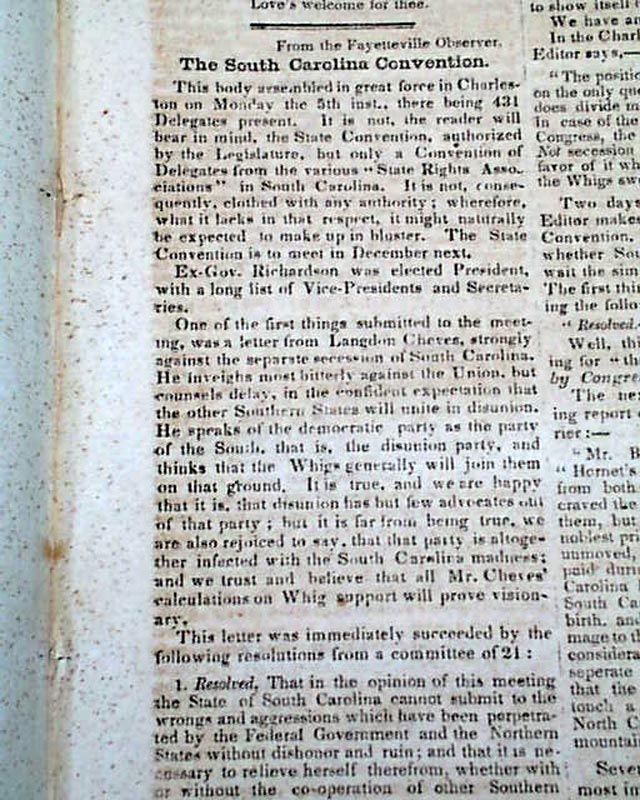 Love's welcome for thee.
From the Fayetteville Observer.
The South Carolina Convention.
This body assembled in great force in Charles-
ton on Monday the 5th inst., there being 431
Delegates present. It is not, the reader will
bear in mind, the State Convention, authorized
by the Legislature, but only a Convention of
Delegates from the various "State Rights Asso-
ciations" in South Carolina. It is not, conse-
quently, clothed with any authority; wherefore,
what it lacks in that respect, it might naturally
be expected to make up in bluster. The State
Convention is to meet in December next.
Ex-Gov. Richardson was elected President,
with a long list of Vice-Presidents and Secreta-
ries.
One of the first things submitted to the meet-
ing, was a letter from Langdon Cheves, strongly
against the separate secession of South Carolina.
He inveighs most bitterly against the Union, but
counsels delay, in the confident expectation that
the other Southern States will unite in disunion.
He speaks of the democratic party as the party
of the South, that is, the disunion party, and
thinks that the Whigs generally will join them
on that ground. It is true, and we are happy
that it is, that disunion has but few advocates out
of that party; but it is far from being true, we
are also rejoiced to say, that that party is altoge-
ther infected with the South Carolina madness;
and we trust and believe that all Mr. Cheves'
calculations on Whig support will prove vision-
ary.
This letter was immediately succeeded by the
following resolutions from a committee of 21:
1. Resolved, That in the opinion of this meeting
the State of South Carolina cannot submit to the
wrongs and aggressions which have been perpetra-
ted by the Federal Government and the Northern
States without dishonor and ruin; and that it is ne-
cessary to relieve herself therefrom, whether with
or without the co-operation of other Southern
to show itself
We have an
In the Charl
Editor says,—
"The positio
on the only que
does divide m
in case of the
Congress, the
Not secession
favor of it wh
the Whigs swe
Two days
Editor makes
Convention.
whether Sou
wait the sim
The first thi
ing the follo
"Resolved.
Well, thi
ing for "the
by Congre
The nex
ing report
rier:—
"Mr. B
"Hornet's
from both
craved the
them, but
noblest pri
unmoved,
paid duri
Carolina
South Ca
birth, and
mage to th
considera
seperate
that the
touch a
North C
mountai
Seve
most in